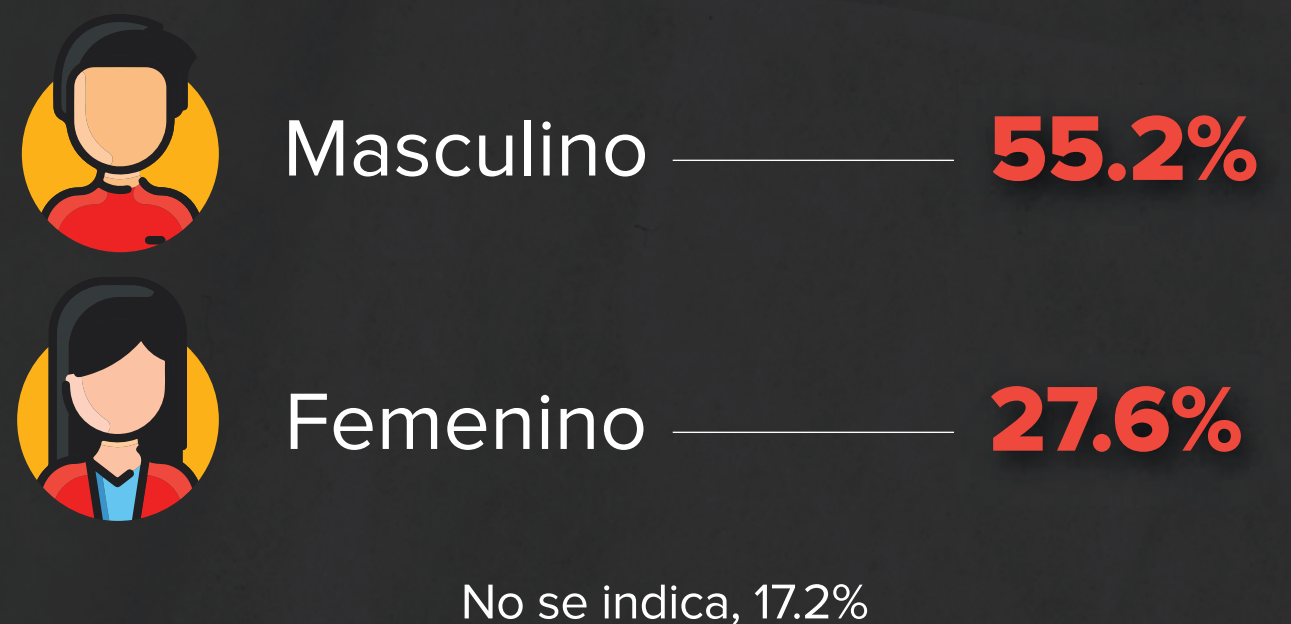 Masculino 55.2%
Femenino 27.6%
No se indica, 17.2%